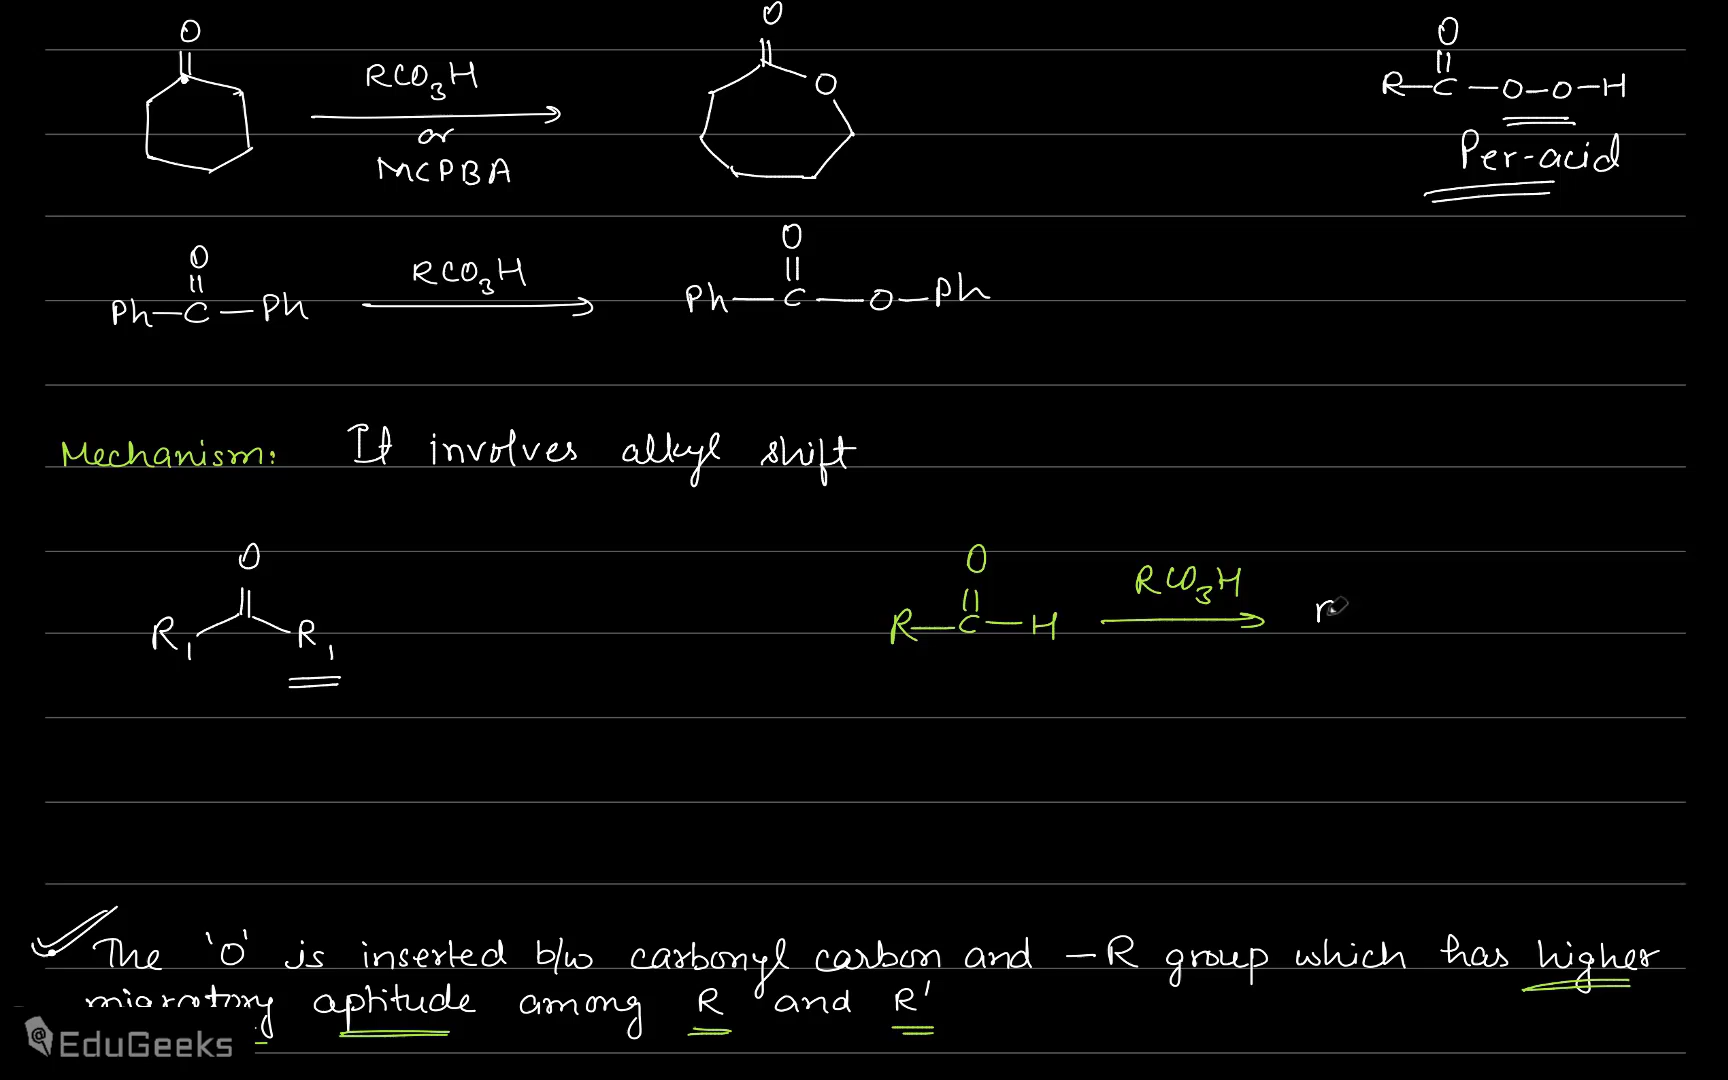 O
RCO3H
or
MCPBA
O
O
O
R—C—O—O—H
Per-acid
O
Ph—C—Ph
RCO3H
O
Ph—C—O—Ph
Mechanism: It involves alkyl shift
O
R1 R1
O
R—C—H
RCO3H
r
The 'O' is inserted b/w carbonyl carbon and —R group which has higher
migratory aptitude among R and R'
EduGeeks